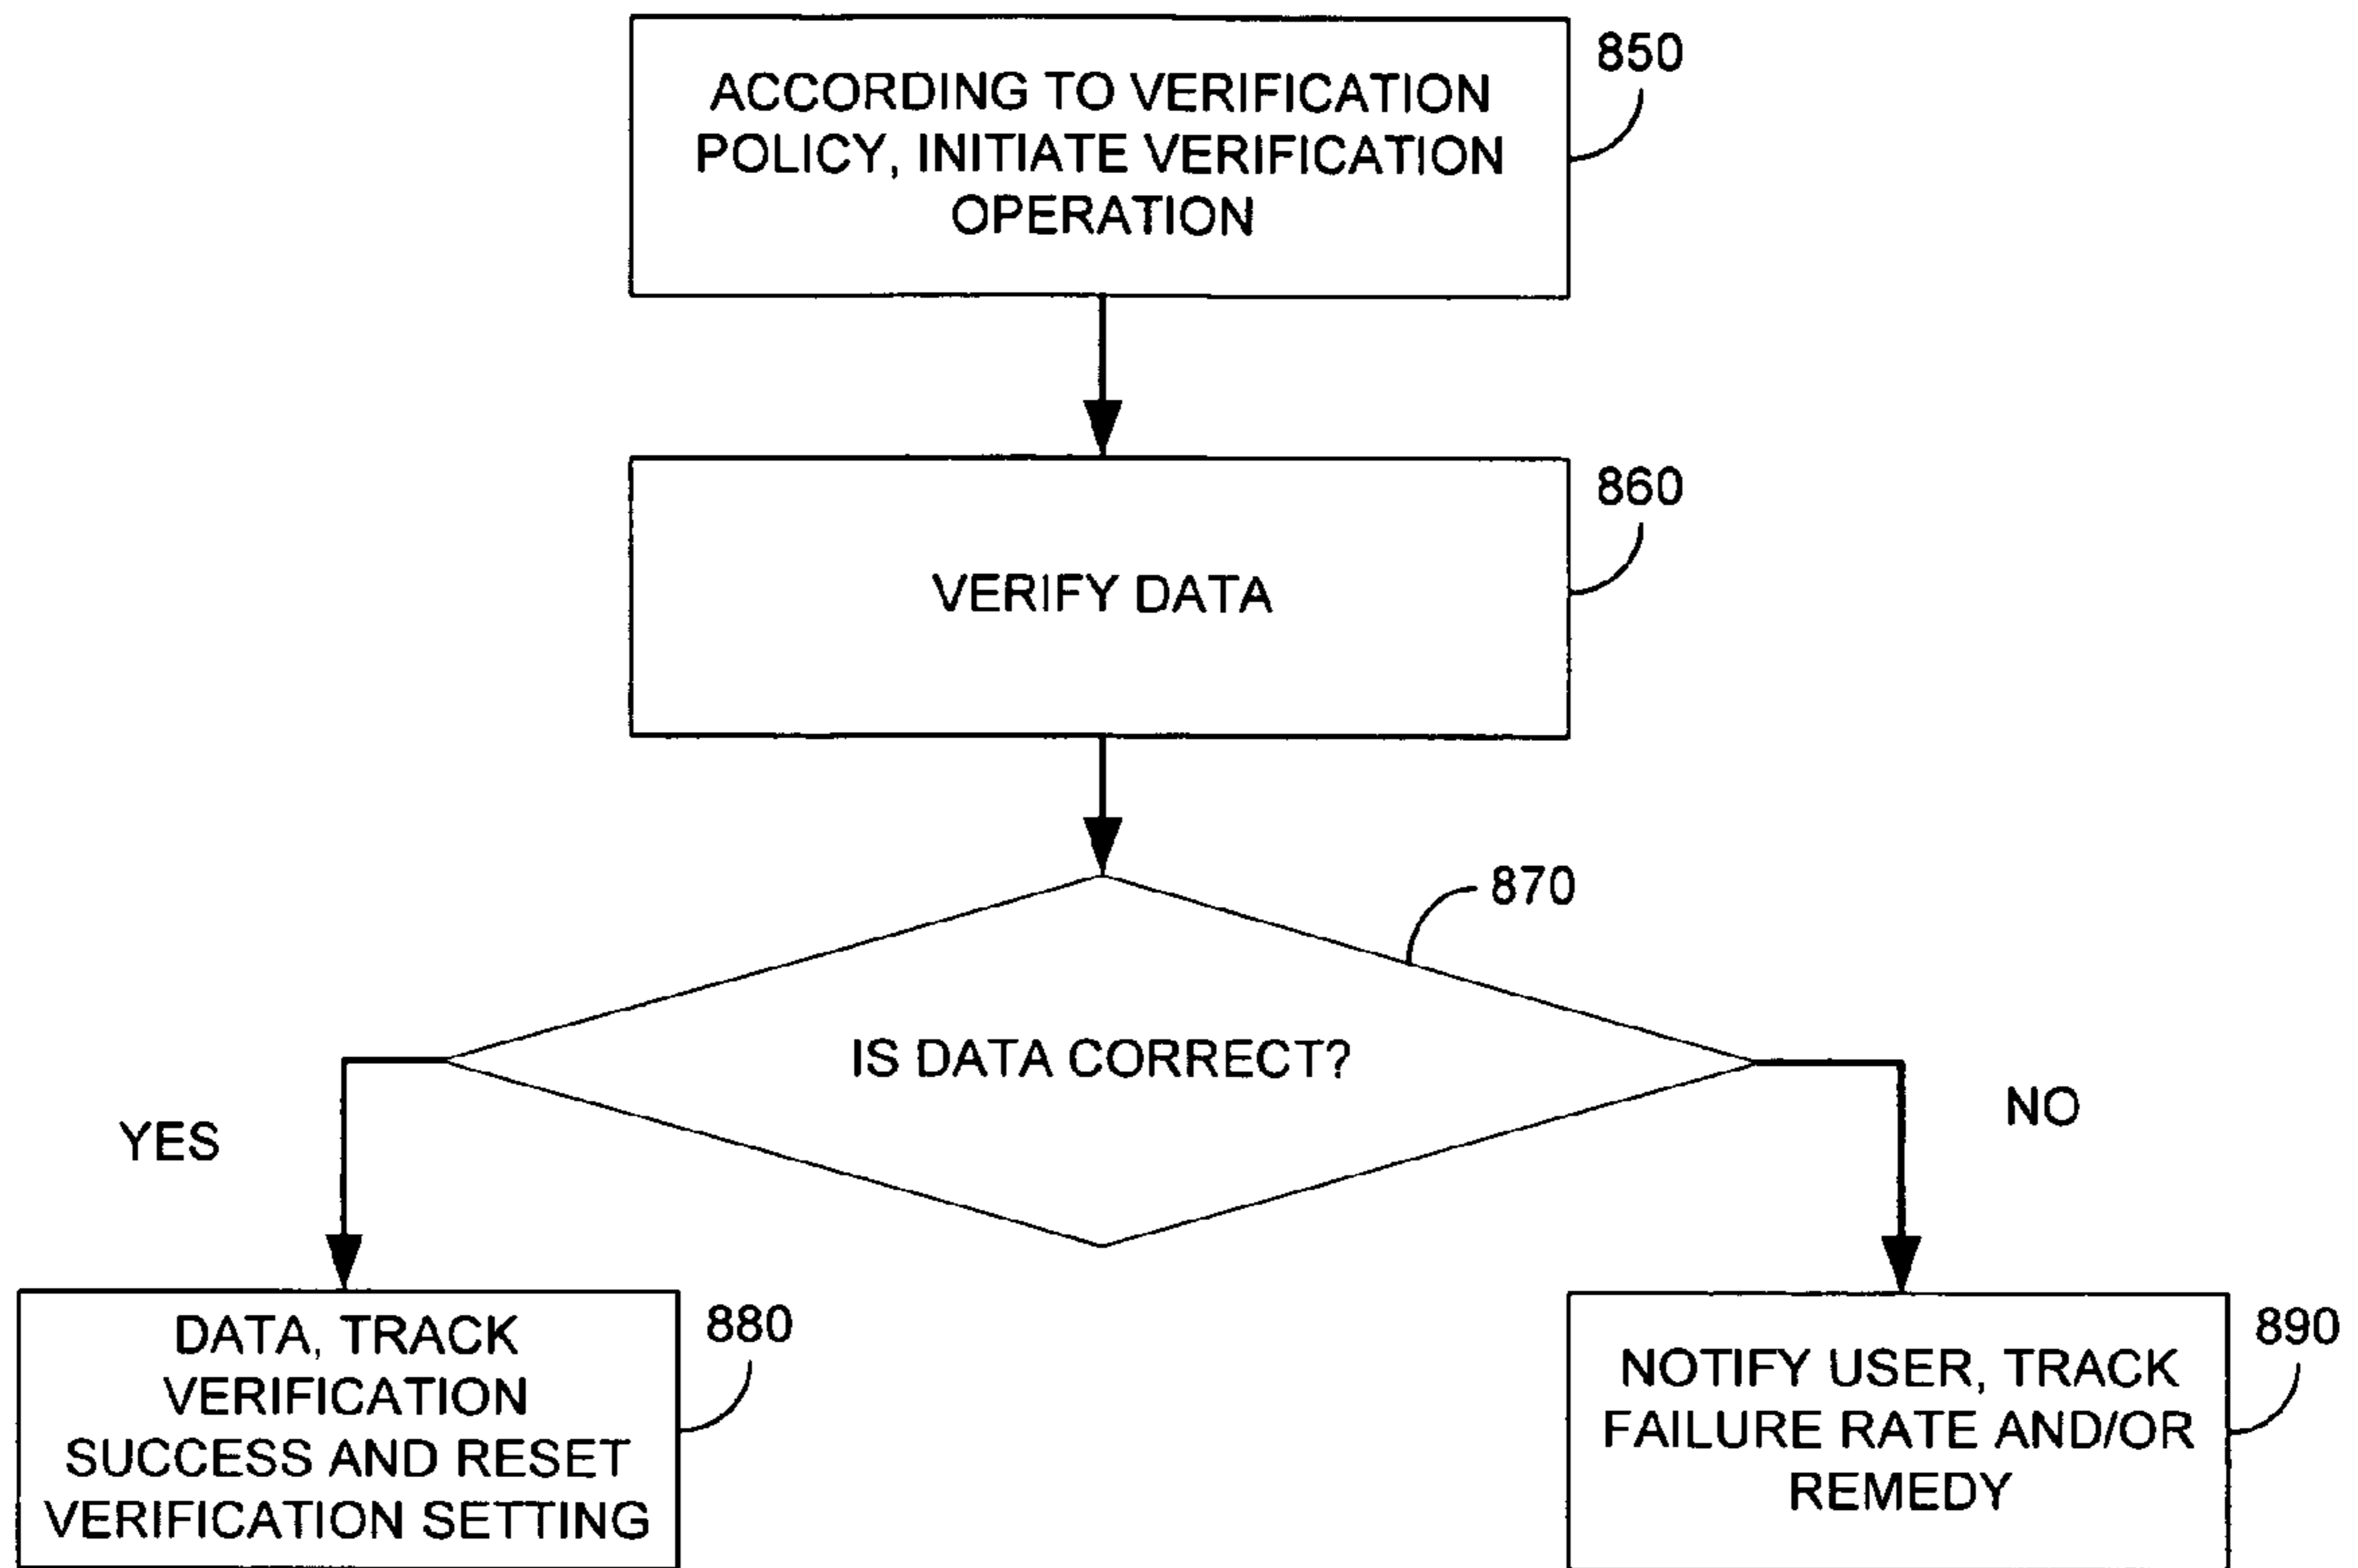 850
ACCORDING TO VERIFICATION
POLICY, INITIATE VERIFICATION
OPERATION
860
VERIFY DATA
870
IS DATA CORRECT?
YES
NO
DATA, TRACK
VERIFICATION
SUCCESS AND RESET
VERIFICATION SETTING
880
NOTIFY USER, TRACK
FAILURE RATE AND/OR
REMEDY
890